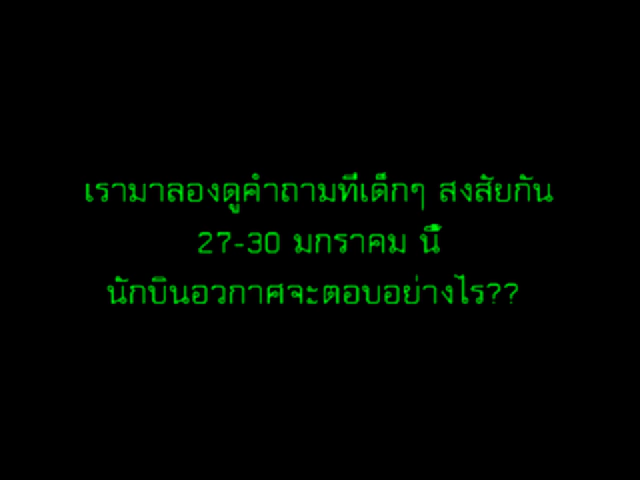 เรามาลองดูคำถามที่เด็กๆ สงสัยกัน
27-30 มกราคม นี้
นักบินอวกาศจะตอบอย่างไร??